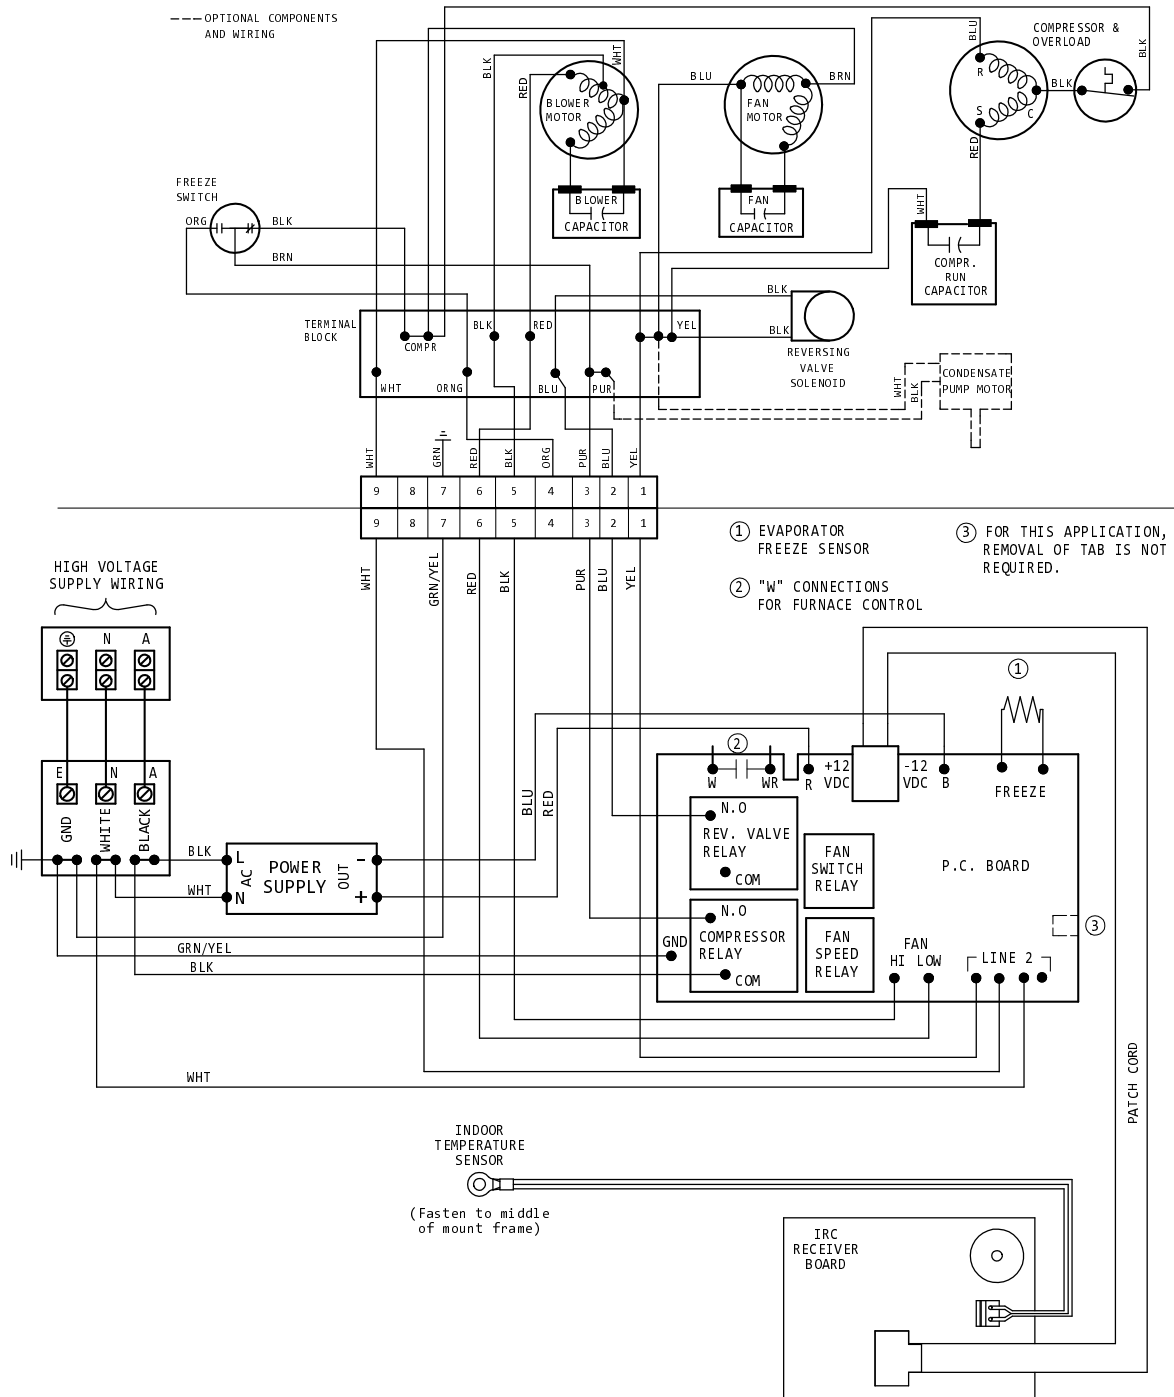 OPTIONAL COMPONENTS
AND WIRING
COMPRESSOR &
OVERLOAD
BLU
BLK
WHT
BLK
RED
BLU
BRN
R
S
C
BLK
RED
BLOWER
MOTOR
FAN
MOTOR
FREEZE
SWITCH
ORG
BLK
BRN
BLOWER
CAPACITOR
FAN
CAPACITOR
WHT
COMPR.
RUN
CAPACITOR
BLK
BLK
REVERSING
VALVE
SOLENOID
TERMINAL
BLOCK
COMPR
BLK
RED
YEL
WHT
ORNG
BLU
PUR
WHT
BLK
CONDENSATE
PUMP MOTOR
WHT
GRN
RED
BLK
ORG
PUR
BLU
YEL
9 8 7 6 5 4 3 2 1
9 8 7 6 5 4 3 2 1
1 EVAPORATOR
FREEZE SENSOR
2 "W" CONNECTIONS
FOR FURNACE CONTROL
3 FOR THIS APPLICATION,
REMOVAL OF TAB IS NOT
REQUIRED.
WHT
GRN/YEL
RED
BLK
PUR
BLU
YEL
HIGH VOLTAGE
SUPPLY WIRING
N A
E N A
GND
WHITE
BLACK
BLK
WHT
L
N
AC
POWER
SUPPLY
OUT
-
+
BLU
RED
GRN/YEL
BLK
WHT
1
2
W WR R
+12
VDC
-12
VDC
B
FREEZE
N.O
REV. VALVE
RELAY
COM
FAN
SWITCH
RELAY
P.C. BOARD
N.O
COMPRESSOR
RELAY
COM
GND
FAN
SPEED
RELAY
FAN
HI LOW
LINE 2
3
PATCH CORD
INDOOR
TEMPERATURE
SENSOR
(Fasten to middle
of mount frame)
IRC
RECEIVER
BOARD